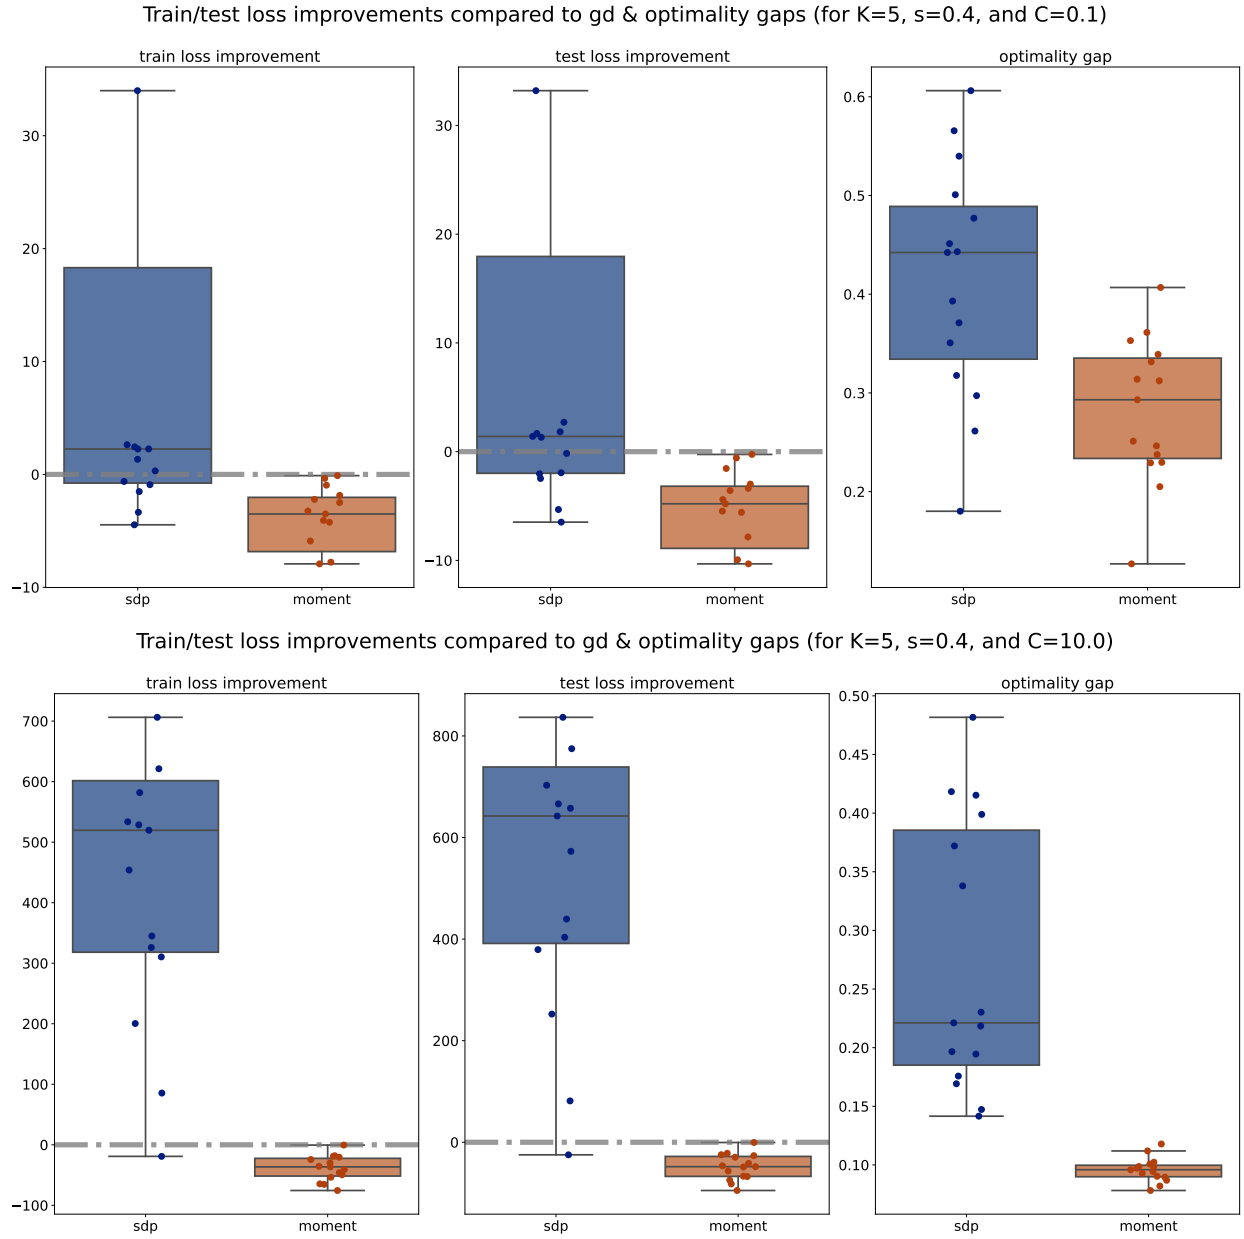 Train/test loss improvements compared to gd & optimality gaps (for K=5, s=0.4, and C=0.1)
train loss improvement
test loss improvement
optimality gap
30
20
10
0
−10
sdp
moment
30
20
10
0
−10
sdp
moment
0.6
0.5
0.4
0.3
0.2
sdp
moment
Train/test loss improvements compared to gd & optimality gaps (for K=5, s=0.4, and C=10.0)
train loss improvement
test loss improvement
optimality gap
700
600
500
400
300
200
100
0
−100
sdp
moment
800
600
400
200
0
sdp
moment
0.50
0.45
0.40
0.35
0.30
0.25
0.20
0.15
0.10
sdp
moment